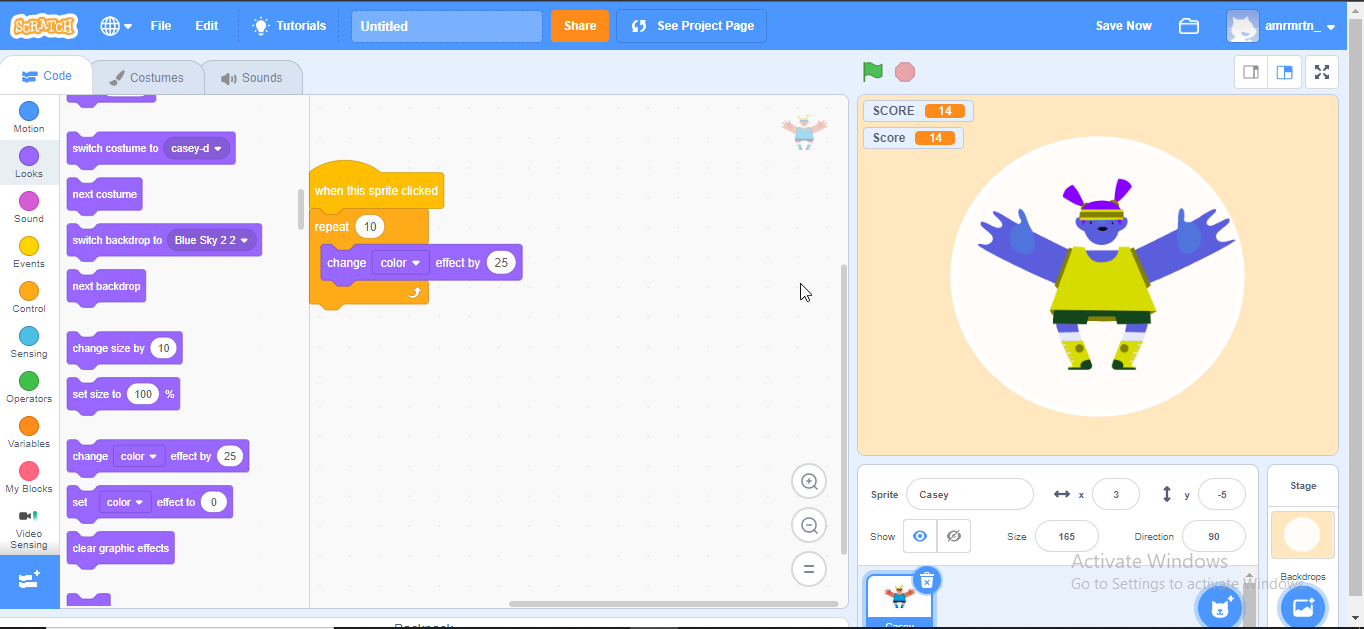 SCRATCH File Edit Tutorials Untitled Share See Project Page Save Now amrmrtn_
Code Costumes Sounds
Motion
Looks
Sound
Events
Control
Sensing
Operators
Variables
My Blocks
Video
Sensing
switch costume to casey-d
next costume
switch backdrop to Blue Sky 2 2
next backdrop
change size by 10
set size to 100 %
change color effect by 25
set color effect to 0
clear graphic effects
when this sprite clicked
repeat 10
change color effect by 25
SCORE 14
Score 14
Sprite Casey x 3 y -5
Show Size 165 Direction 90
Stage
Backdrops
Casey
Activate Windows
Go to Settings to activate Windows.
Backpack